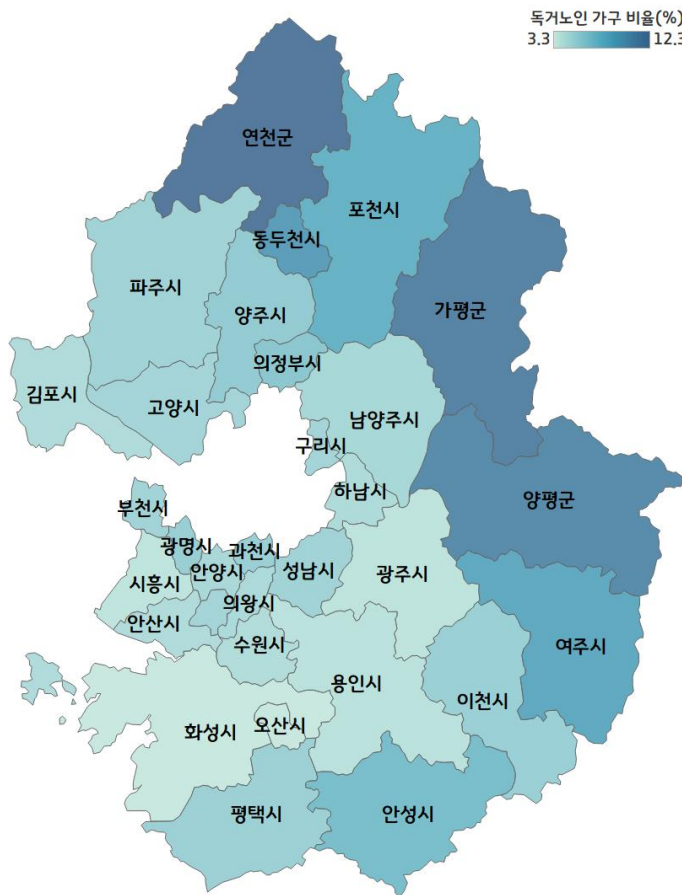 독거노인 가구 비율(%)
3.3 12.3
연천군
포천시
동두천시
파주시
가평군
양주시
의정부시
김포시
고양시
남양주시
구리시
하남시
양평군
부천시
광명시
과천시
안양시
성남시
광주시
시흥시
의왕시
안산시
수원시
여주시
용인시
이천시
화성시
오산시
평택시
안성시